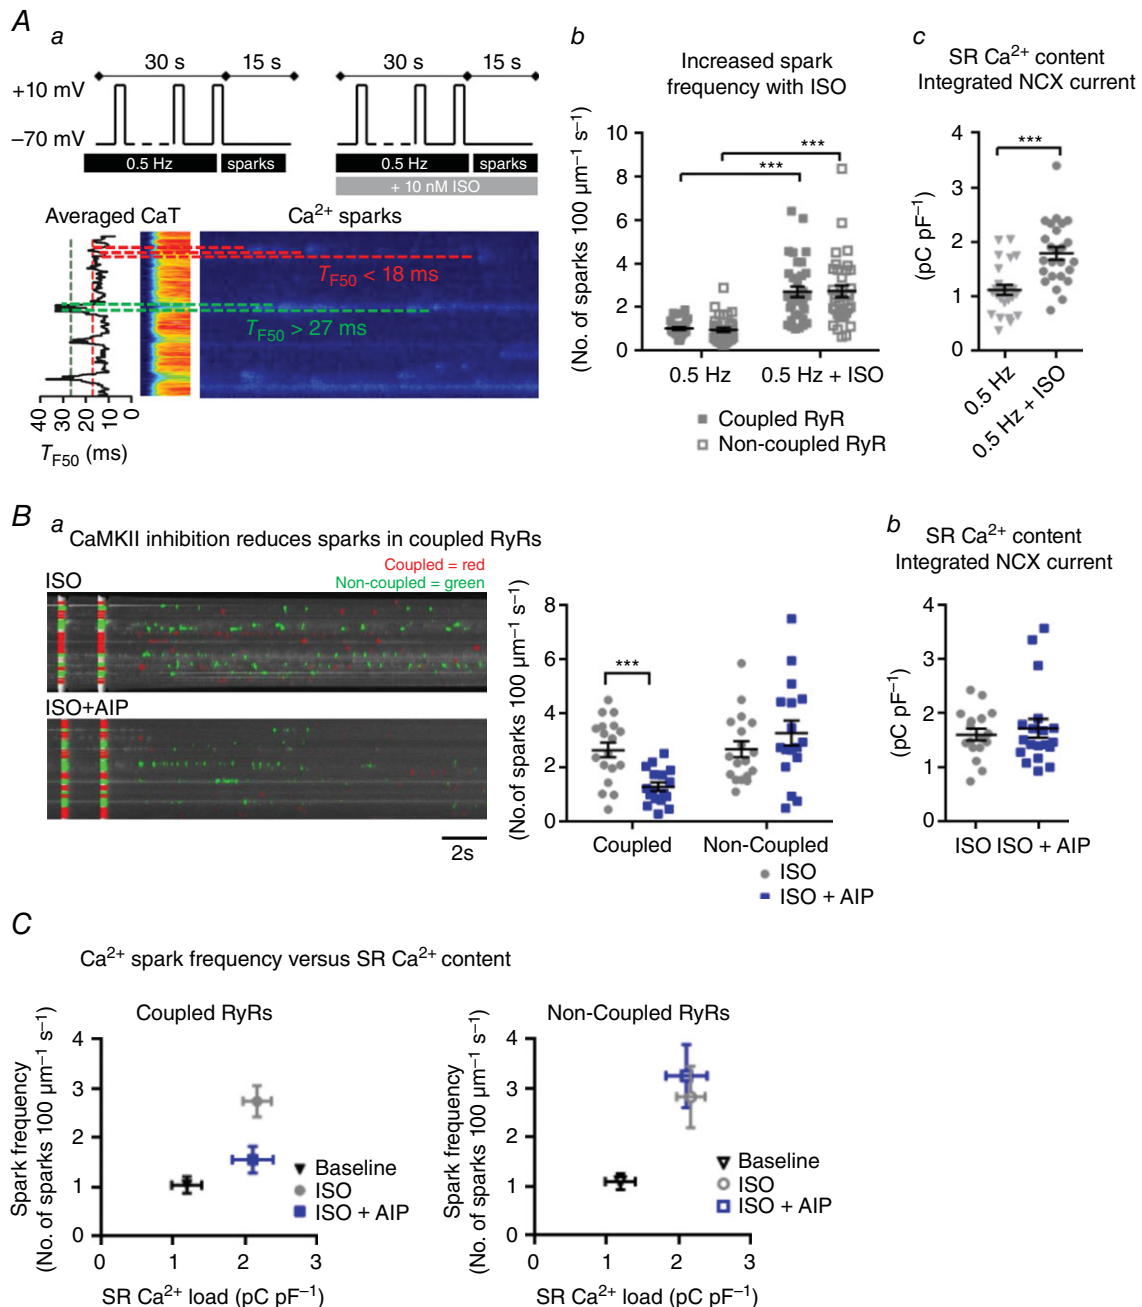 A
a
30 s
15 s
30 s
15 s
+10 mV
−70 mV
0.5 Hz
sparks
0.5 Hz
sparks
+ 10 nM ISO
Averaged CaT
Ca²⁺ sparks
T_F50 < 18 ms
T_F50 > 27 ms
40
30
20
10
0
T_F50 (ms)
b
Increased spark
frequency with ISO
(No. of sparks 100 µm⁻¹ s⁻¹)
10
8
6
4
2
0
***
***
0.5 Hz
0.5 Hz + ISO
Coupled RyR
Non-coupled RyR
c
SR Ca²⁺ content
Integrated NCX current
(pC pF⁻¹)
4
3
2
1
0
***
0.5 Hz
0.5 Hz + ISO
B
a
CaMKII inhibition reduces sparks in coupled RyRs
Coupled = red
Non-coupled = green
ISO
ISO+AIP
2s
(No.of sparks 100 µm⁻¹ s⁻¹)
8
6
4
2
0
***
Coupled
Non-Coupled
ISO
ISO + AIP
b
SR Ca²⁺ content
Integrated NCX current
(pC pF⁻¹)
4
3
2
1
0
ISO
ISO + AIP
C
Ca²⁺ spark frequency versus SR Ca²⁺ content
Coupled RyRs
Spark frequency
(No. of sparks 100 µm⁻¹ s⁻¹)
4
3
2
1
0
Baseline
ISO
ISO + AIP
0
1
2
3
SR Ca²⁺ load (pC pF⁻¹)
Non-Coupled RyRs
Spark frequency
(No. of sparks 100 µm⁻¹ s⁻¹)
4
3
2
1
0
Baseline
ISO
ISO + AIP
0
1
2
3
SR Ca²⁺ load (pC pF⁻¹)